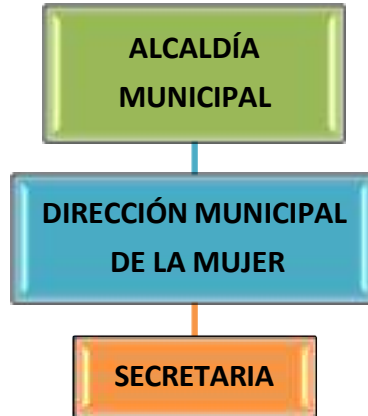 ALCALDÍA
MUNICIPAL
DIRECCIÓN MUNICIPAL
DE LA MUJER
SECRETARIA